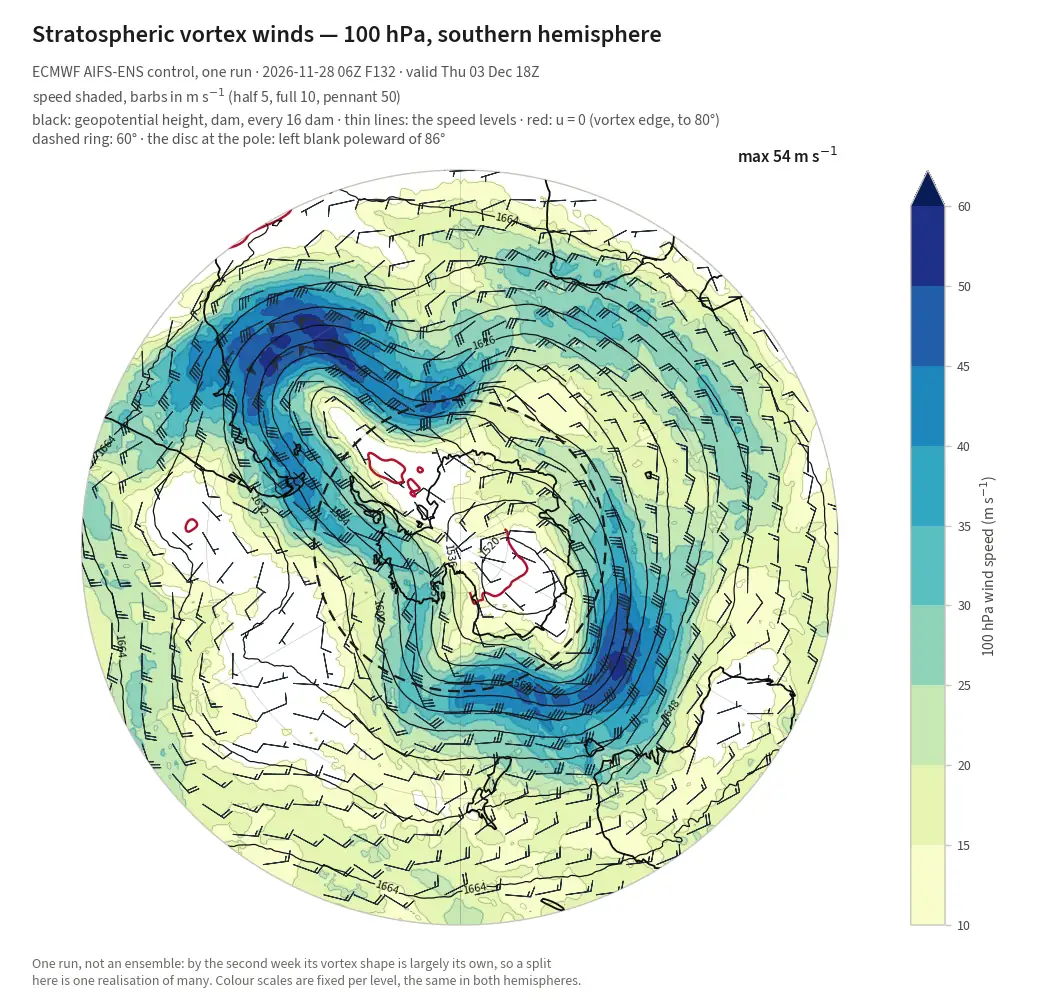 Stratospheric vortex winds — 100 hPa, southern hemisphere
ECMWF AIFS-ENS control, one run · 2026-11-28 06Z F132 · valid Thu 03 Dec 18Z
speed shaded, barbs in m s⁻¹ (half 5, full 10, pennant 50)
black: geopotential height, dam, every 16 dam · thin lines: the speed levels · red: u = 0 (vortex edge, to 80°)
dashed ring: 60° · the disc at the pole: left blank poleward of 86°
max 54 m s⁻¹
60
50
45
40
35
30
25
20
15
10
100 hPa wind speed (m s⁻¹)
1664
1616
1664
1632
1584
1520
1536
1600
1664
1568
1648
1664
1664
One run, not an ensemble: by the second week its vortex shape is largely its own, so a split
here is one realisation of many. Colour scales are fixed per level, the same in both hemispheres.